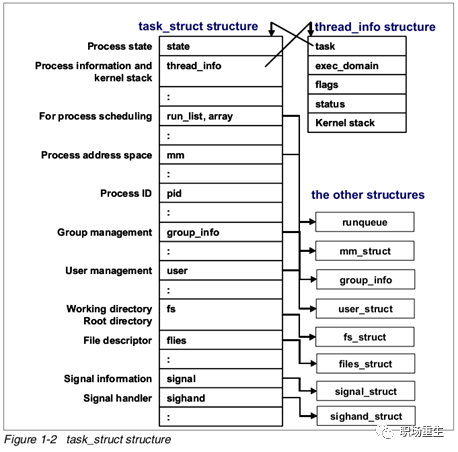 task_struct structure
thread_info structure
Process state
state
task
Process information and
kernel stack
thread_info
exec_domain
flags
:
status
For process scheduling
run_list, array
Kernel stack
:
Process address space
mm
:
Process ID
pid
the other structures
:
runqueue
Group management
group_info
mm_struct
:
User management
user
group_info
:
user_struct
Working directory
Root directory
fs
fs_struct
File descriptor
flies
files_struct
:
Signal information
signal
signal_struct
Signal handler
sighand
sighand_struct
:
职场重生
Figure 1-2 task_struct structure